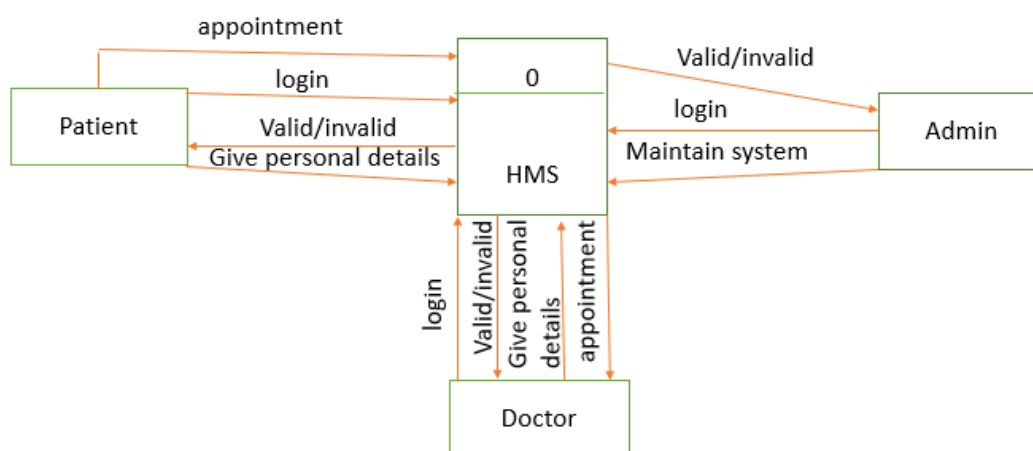 appointment
login
Patient
Valid/invalid
Give personal details
0
HMS
Valid/invalid
login
Admin
Maintain system
login
Valid/invalid
Give personal
details
appointment
Doctor